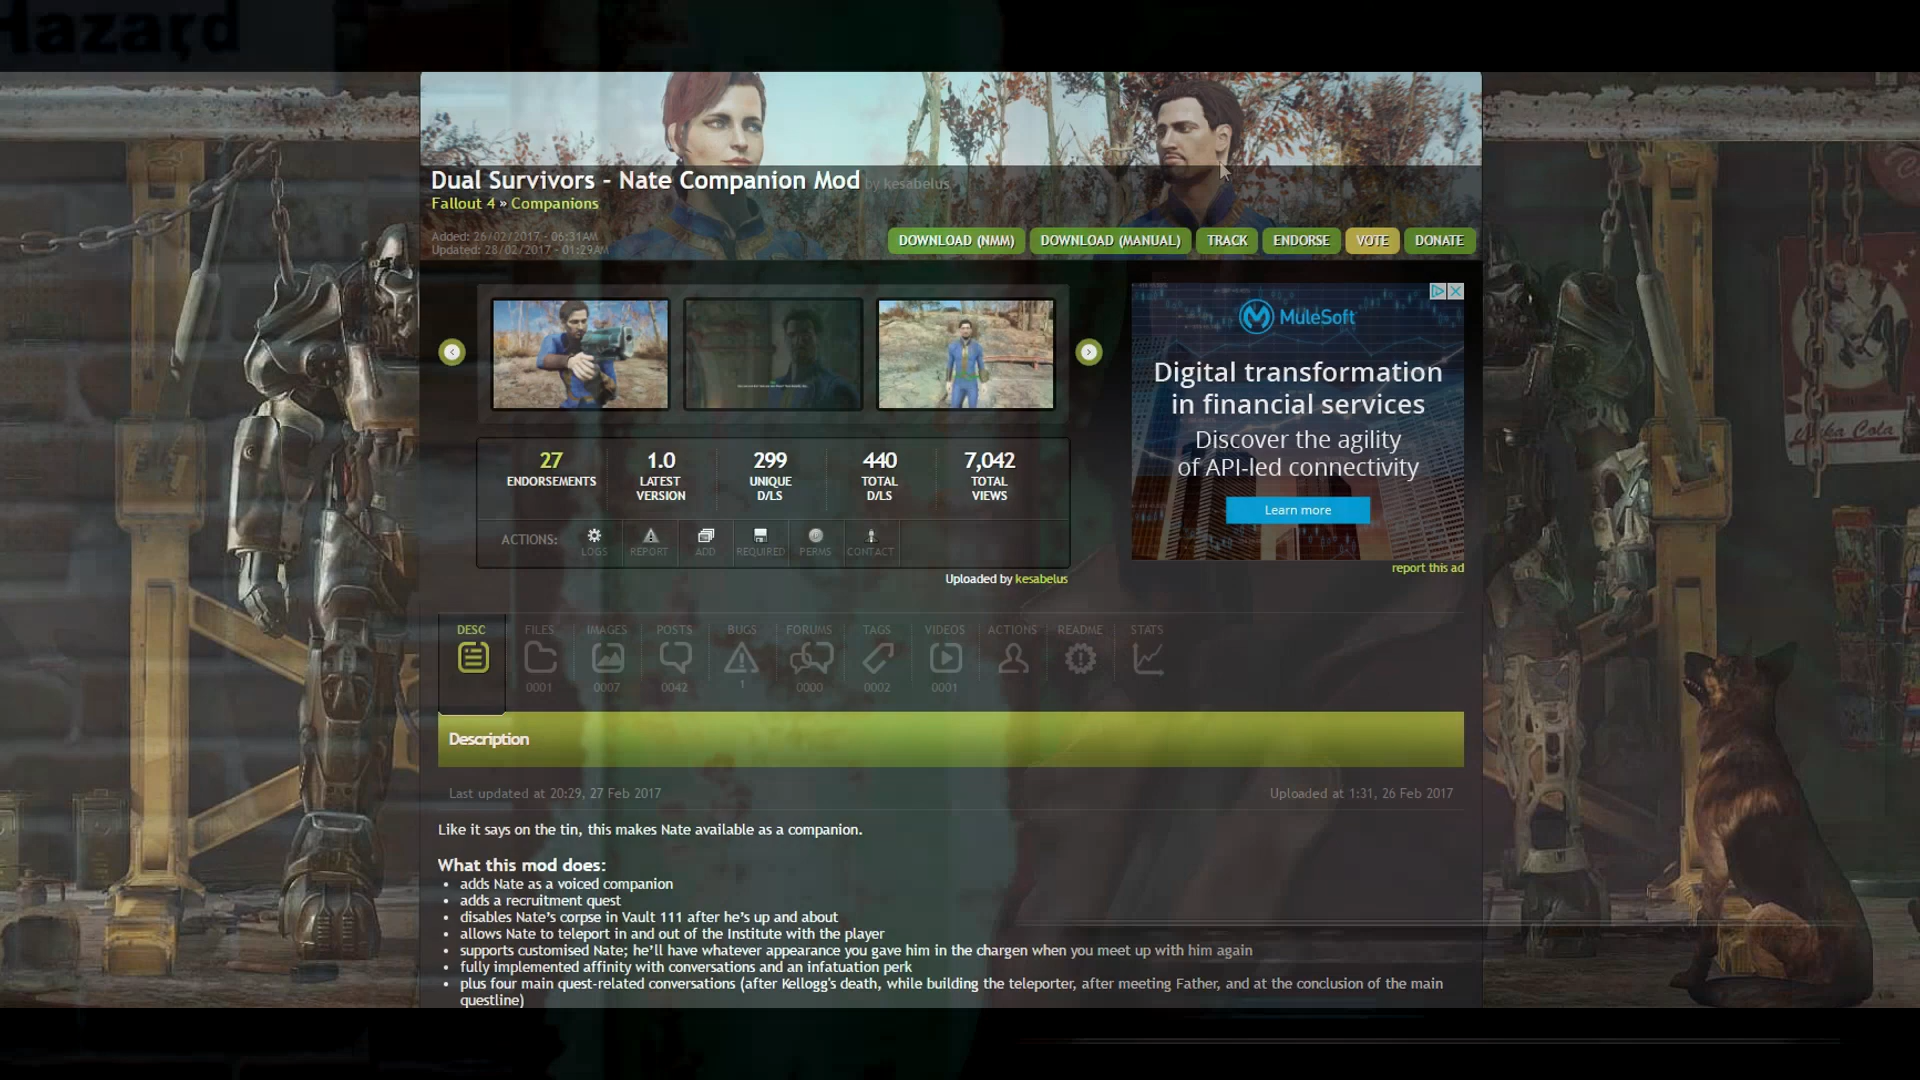 Hazard
Dual Survivors - Nate Companion Mod by kesabelus
Fallout 4 » Companions
Added: 26/02/2017 - 06:31AM
Updated: 28/02/2017 - 01:29AM
DOWNLOAD (NMM) DOWNLOAD (MANUAL) TRACK ENDORSE VOTE DONATE
MuleSoft
Digital transformation
in financial services
Discover the agility
of API-led connectivity
Learn more
report this ad
27 1.0 299 440 7,042
ENDORSEMENTS LATEST UNIQUE TOTAL TOTAL
VERSION D/LS D/LS VIEWS
ACTIONS: LOGS REPORT ADD REQUIRED PERMS CONTACT
Uploaded by kesabelus
DESC FILES IMAGES POSTS BUGS FORUMS TAGS VIDEOS ACTIONS README STATS
0001 0007 0042 1 0000 0002 0001
Description
Last updated at 20:29, 27 Feb 2017 Uploaded at 1:31, 26 Feb 2017
Like it says on the tin, this makes Nate available as a companion.
What this mod does:
• adds Nate as a voiced companion
• adds a recruitment quest
• disables Nate's corpse in Vault 111 after he's up and about
• allows Nate to teleport in and out of the Institute with the player
• supports customised Nate; he'll have whatever appearance you gave him in the chargen when you meet up with him again
• fully implemented affinity with conversations and an infatuation perk
• plus four main quest-related conversations (after Kellogg's death, while building the teleporter, after meeting Father, and at the conclusion of the main
questline)